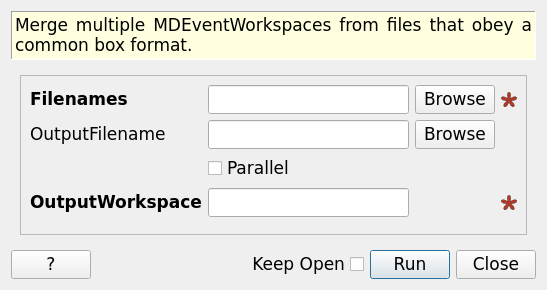 Merge multiple MDEventWorkspaces from files that obey a
common box format.
Filenames Browse *
OutputFilename Browse
Parallel
OutputWorkspace *
? Keep Open Run Close